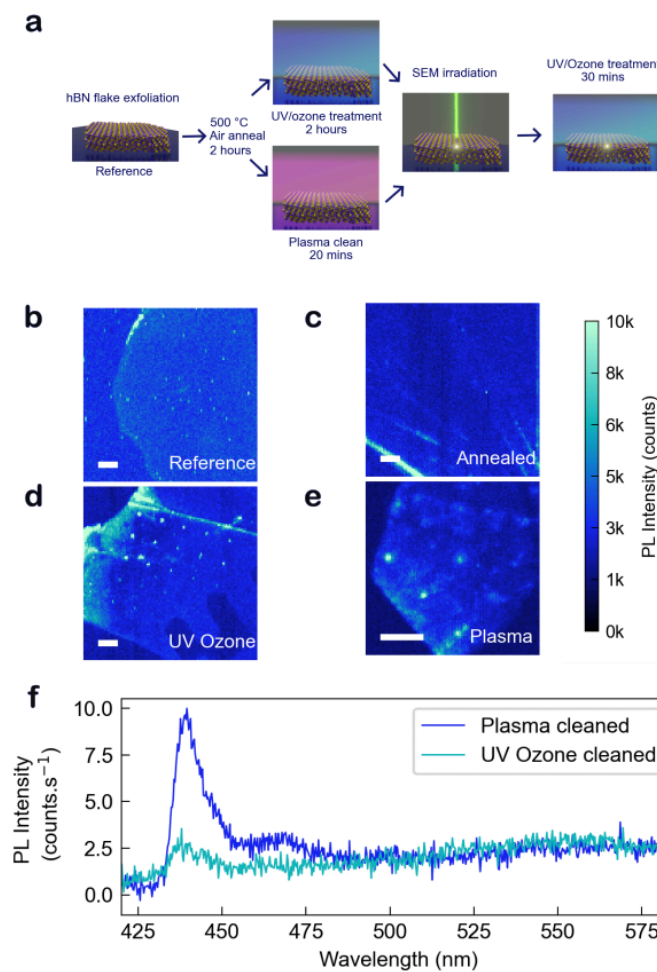 a
hBN flake exfoliation
Reference
500 °C
Air anneal
2 hours
UV/ozone treatment
2 hours
Plasma clean
20 mins
SEM irradiation
UV/Ozone treatment
30 mins
b
Reference
c
Annealed
d
UV Ozone
e
Plasma
10k
9k
8k
6k
5k
3k
1k
0k
PL Intensity (counts)
f
10.0
7.5
5.0
2.5
0.0
PL Intensity
(counts.s⁻¹)
Plasma cleaned
UV Ozone cleaned
425
450
475
500
525
550
575
Wavelength (nm)